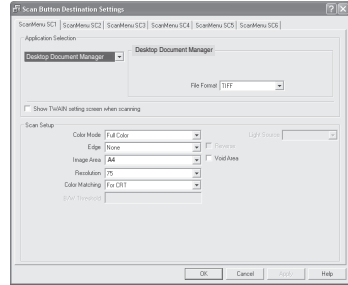 Scan Button Destination Settings
ScanMenu SC1 ScanMenu SC2 ScanMenu SC3 ScanMenu SC4 ScanMenu SC5 ScanMenu SC6
Application Selection
Desktop Document Manager
Desktop Document Manager
File Format TIFF
Show TWAIN setting screen when scanning
Scan Setup
Color Mode Full Color Light Source
Edge None Reverse
Image Area A4 Void Area
Resolution 75
Color Matching For CRT
B/W Threshold
OK Cancel Apply Help